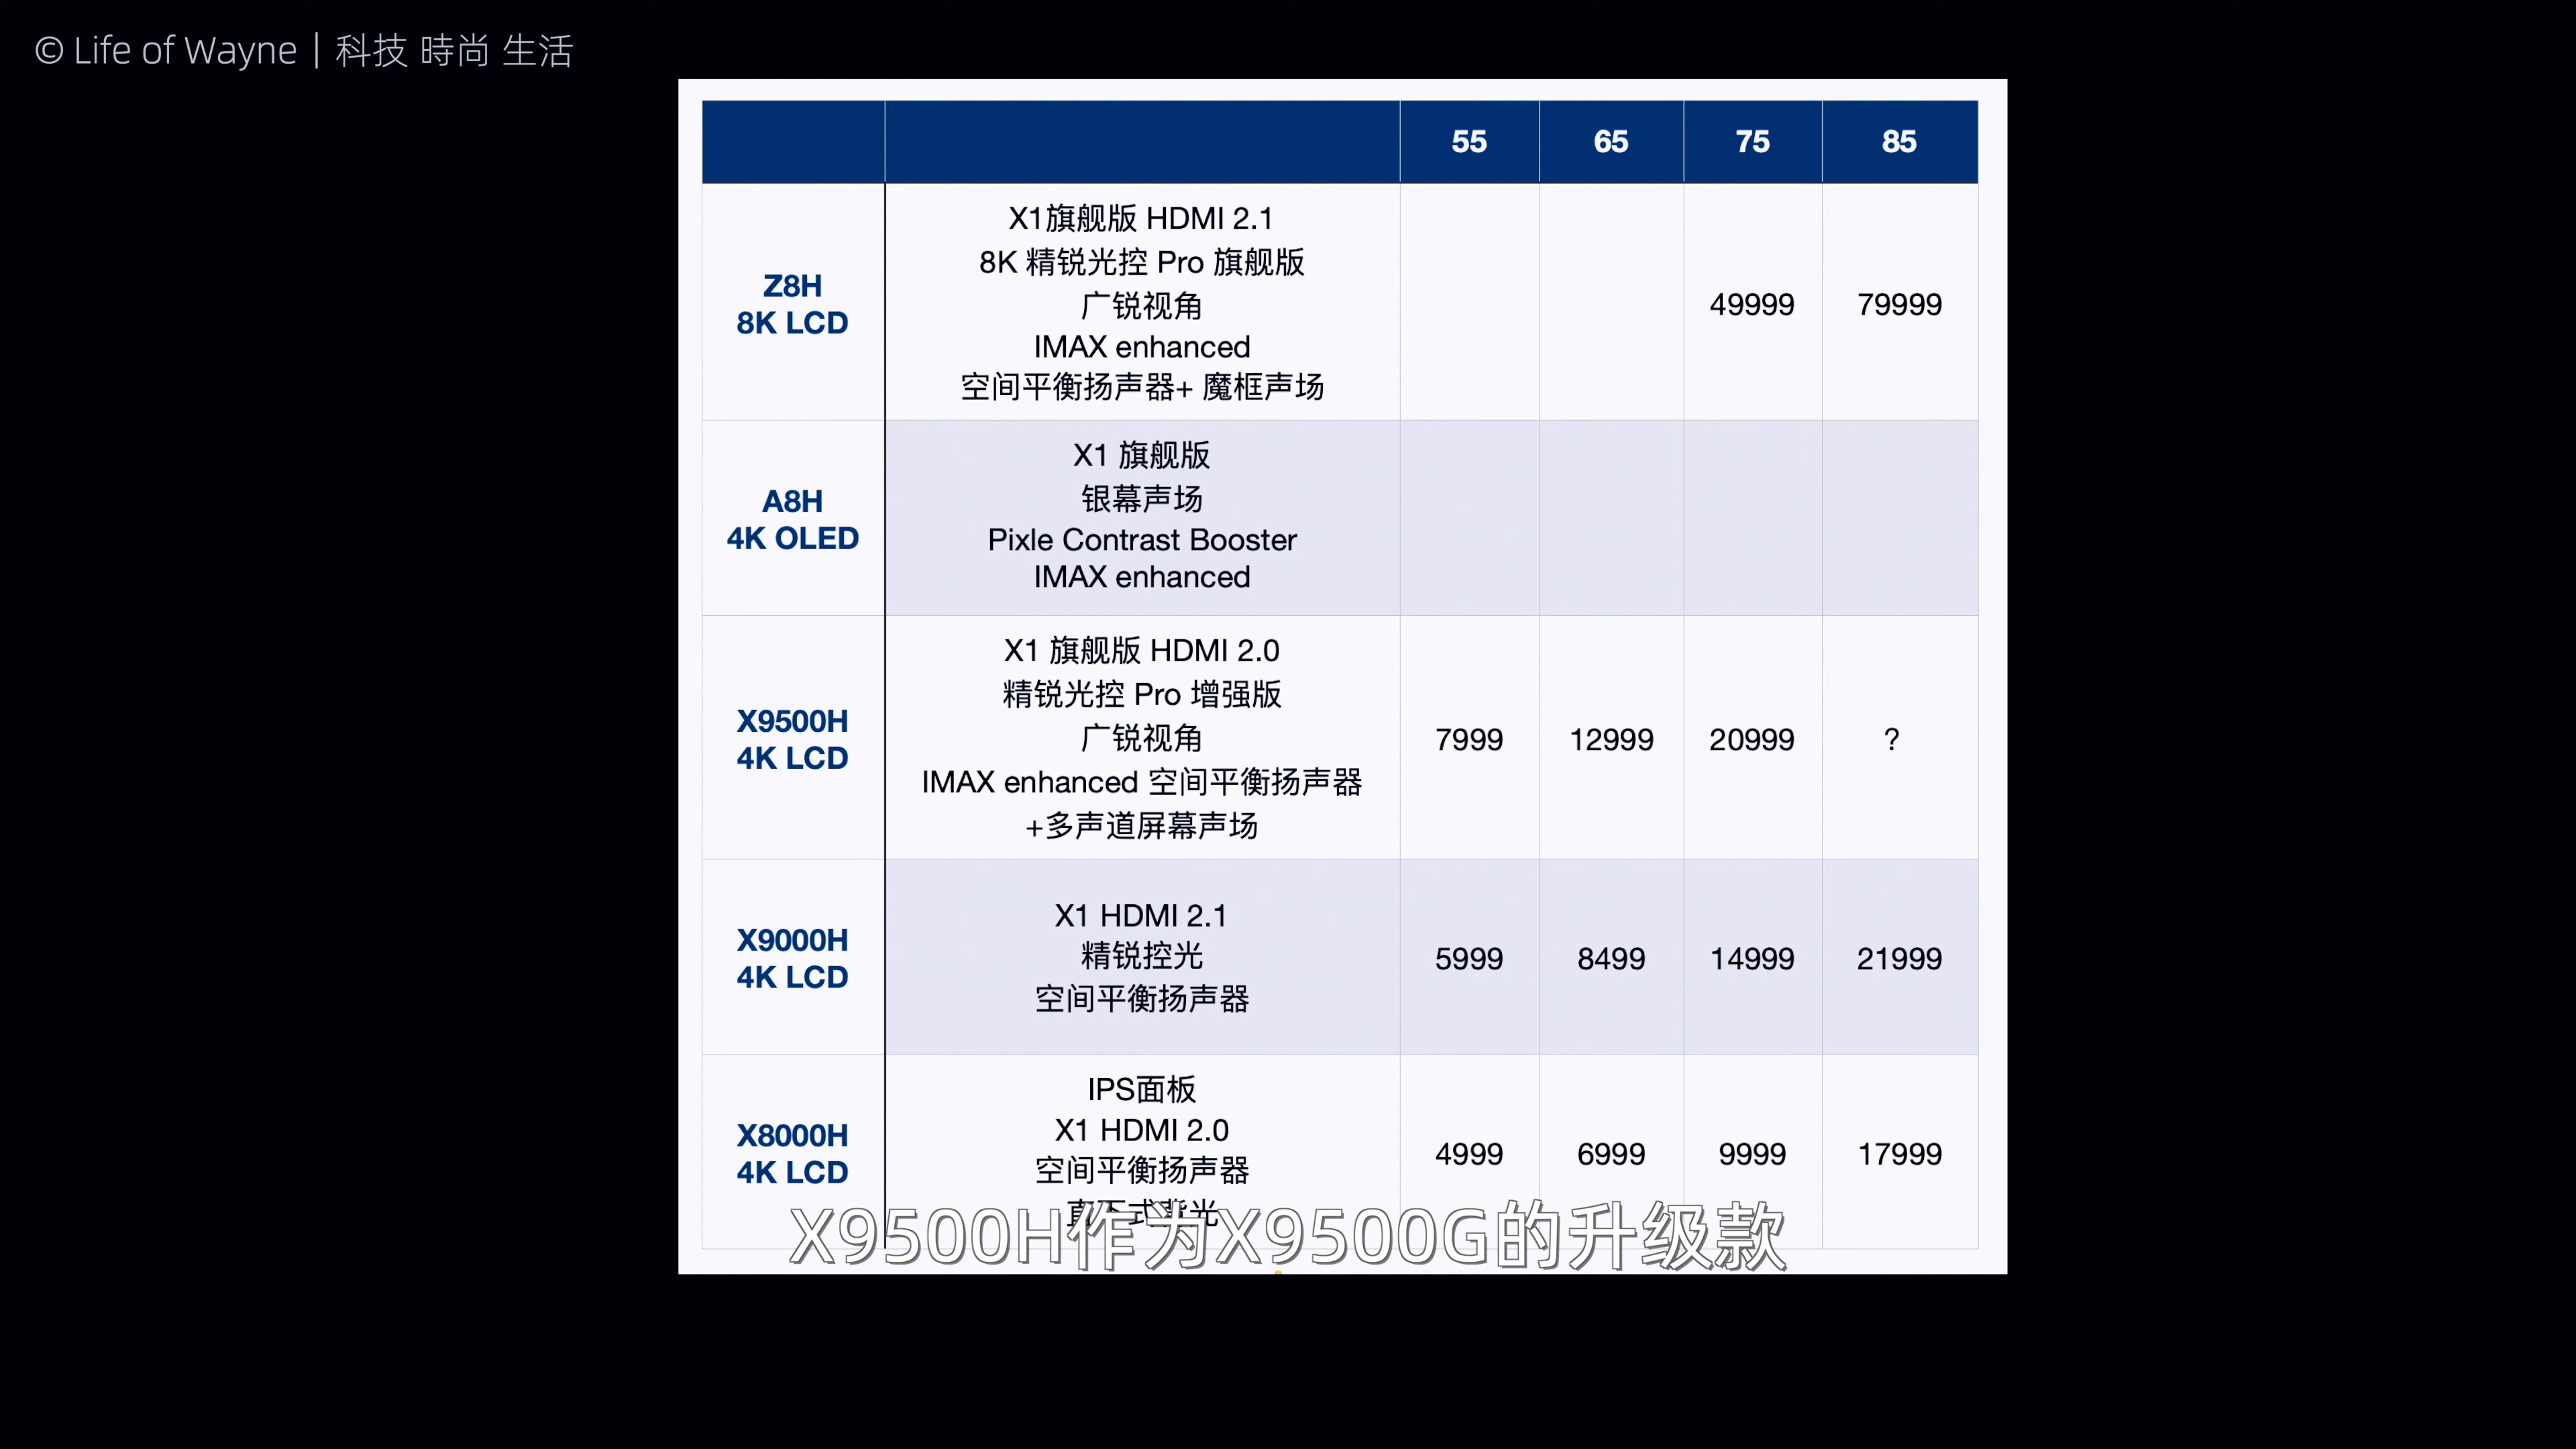 © Life of Wayne | 科技 時尚 生活
55 65 75 85
Z8H
8K LCD
X1旗舰版 HDMI 2.1
8K 精锐光控 Pro 旗舰版
广锐视角
IMAX enhanced
空间平衡扬声器+ 魔框声场
49999 79999
A8H
4K OLED
X1 旗舰版
银幕声场
Pixle Contrast Booster
IMAX enhanced
X9500H
4K LCD
X1 旗舰版 HDMI 2.0
精锐光控 Pro 增强版
广锐视角
IMAX enhanced 空间平衡扬声器
+多声道屏幕声场
7999 12999 20999 ?
X9000H
4K LCD
X1 HDMI 2.1
精锐控光
空间平衡扬声器
5999 8499 14999 21999
X8000H
4K LCD
IPS面板
X1 HDMI 2.0
空间平衡扬声器
直下式背光
4999 6999 9999 17999
X9500H作为X9500G的升级款